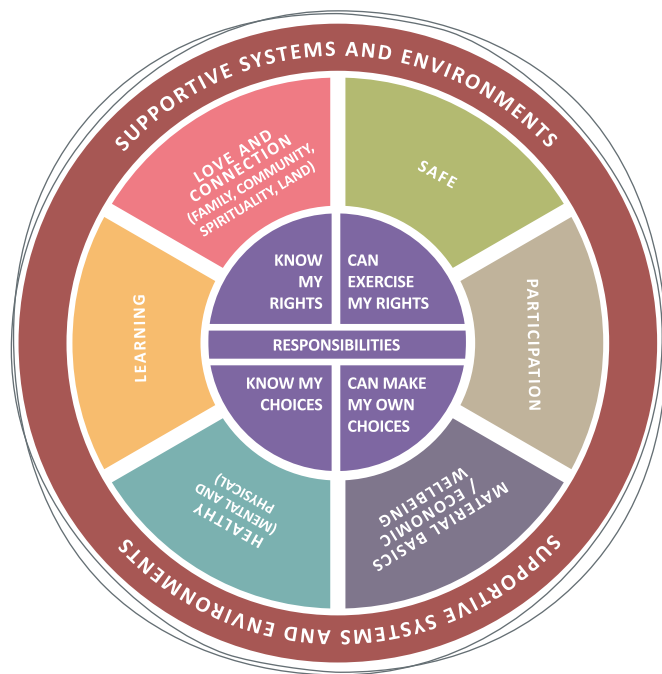 SUPPORTIVE SYSTEMS AND ENVIRONMENTS
LOVE AND
CONNECTION
(FAMILY, COMMUNITY,
SPIRITUALITY, LAND)
SAFE
PARTICIPATION
MATERIAL BASICS
/ ECONOMIC
WELLBEING
HEALTHY
(MENTAL AND
PHYSICAL)
LEARNING
KNOW
MY
RIGHTS
CAN
EXERCISE
MY RIGHTS
RESPONSIBILITIES
KNOW MY
CHOICES
CAN MAKE
MY OWN
CHOICES
SUPPORTIVE SYSTEMS AND ENVIRONMENTS